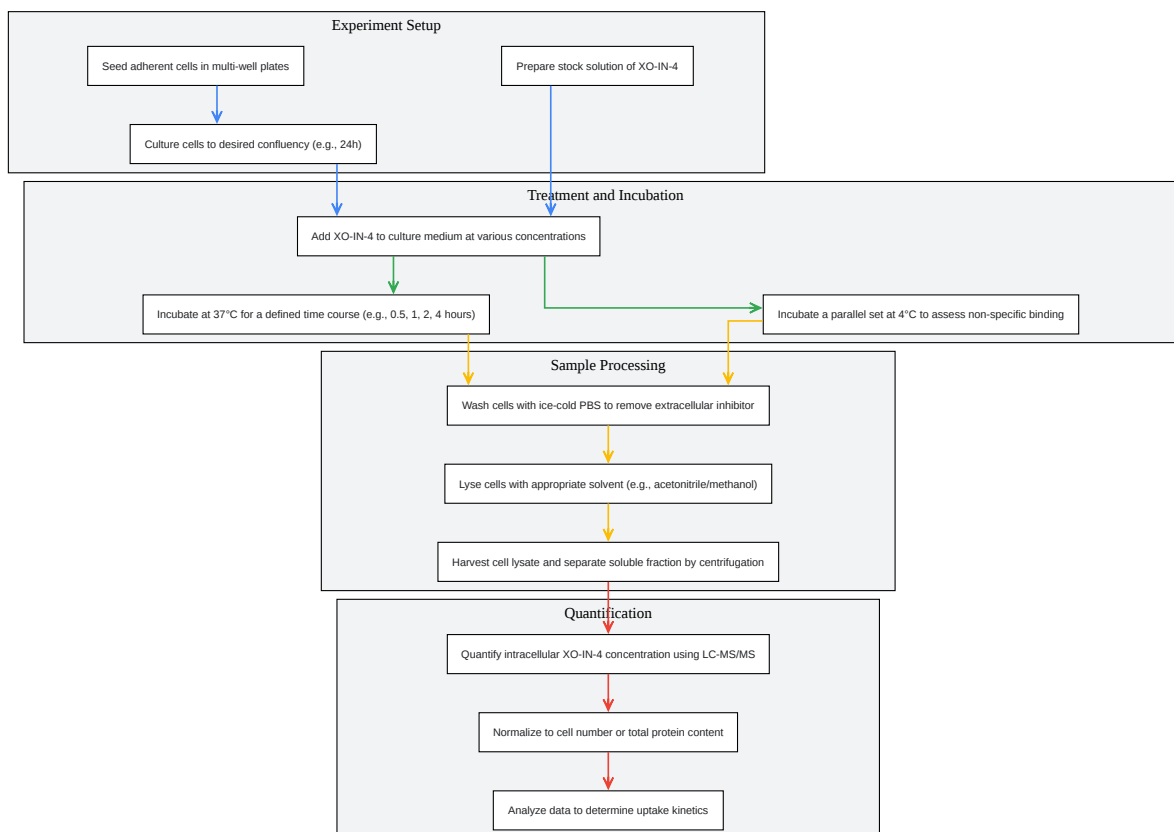 Experiment Setup
Seed adherent cells in multi-well plates
Prepare stock solution of XO-IN-4
Culture cells to desired confluency (e.g., 24h)
Treatment and Incubation
Add XO-IN-4 to culture medium at various concentrations
Incubate at 37°C for a defined time course (e.g., 0.5, 1, 2, 4 hours)
Incubate a parallel set at 4°C to assess non-specific binding
Sample Processing
Wash cells with ice-cold PBS to remove extracellular inhibitor
Lyse cells with appropriate solvent (e.g., acetonitrile/methanol)
Harvest cell lysate and separate soluble fraction by centrifugation
Quantification
Quantify intracellular XO-IN-4 concentration using LC-MS/MS
Normalize to cell number or total protein content
Analyze data to determine uptake kinetics